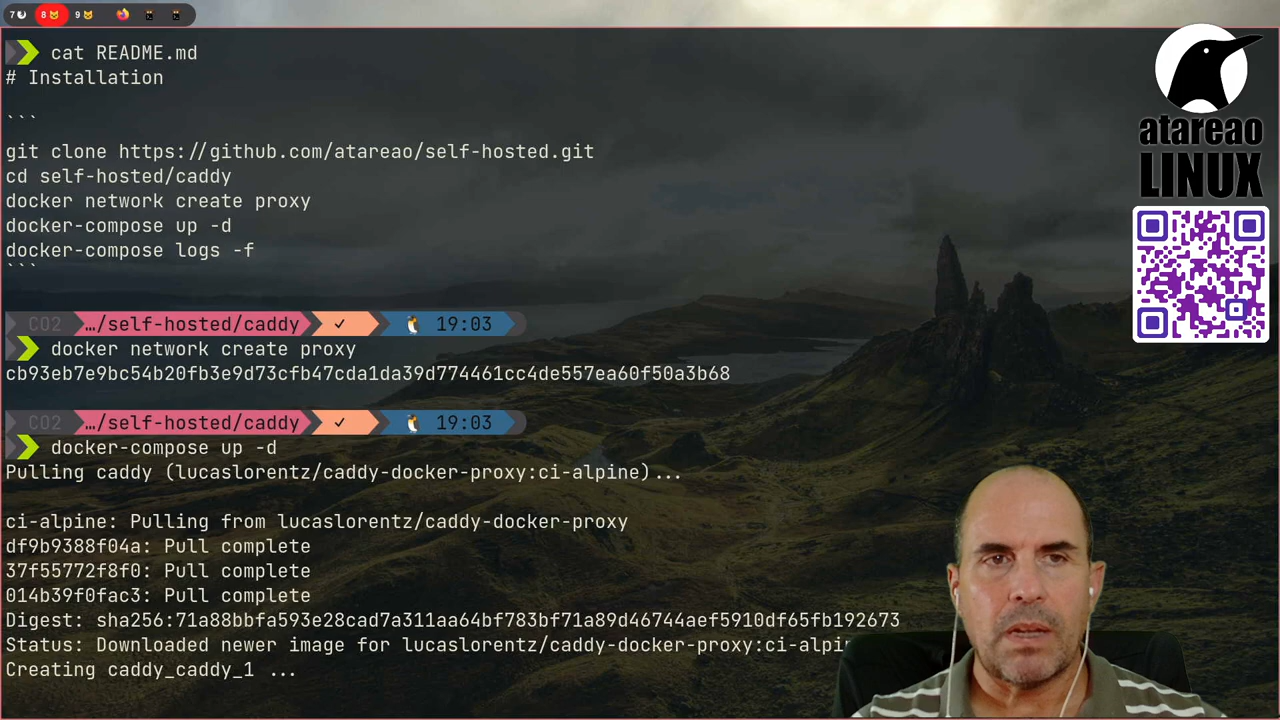 7
8
9
cat README.md
# Installation
```
git clone https://github.com/atareao/self-hosted.git
cd self-hosted/caddy
docker network create proxy
docker-compose up -d
docker-compose logs -f
```
CO2 …/self-hosted/caddy ✓ 19:03
docker network create proxy
cb93eb7e9bc54b20fb3e9d73cfb47cda1da39d774461cc4de557ea60f50a3b68
CO2 …/self-hosted/caddy ✓ 19:03
docker-compose up -d
Pulling caddy (lucaslorentz/caddy-docker-proxy:ci-alpine)...
ci-alpine: Pulling from lucaslorentz/caddy-docker-proxy
df9b9388f04a: Pull complete
37f55772f8f0: Pull complete
014b39f0fac3: Pull complete
Digest: sha256:71a88bbfa593e28cad7a311aa64bf783bf71a89d46744aef5910df65fb192673
Status: Downloaded newer image for lucaslorentz/caddy-docker-proxy:ci-alpi
Creating caddy_caddy_1 ...
atareao
LINUX